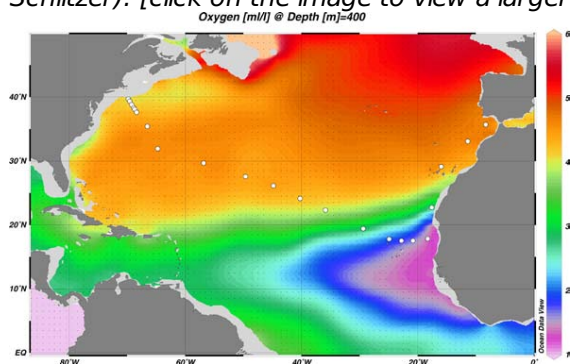 Schlitzer). [Click on the image to view a larger
Oxygen [ml/l] @ Depth [m]=400
40°N
30°N
20°N
10°N
EQ
80°W
60°W
40°W
20°W
0°
Ocean Data View
6
5
4
3
2
1